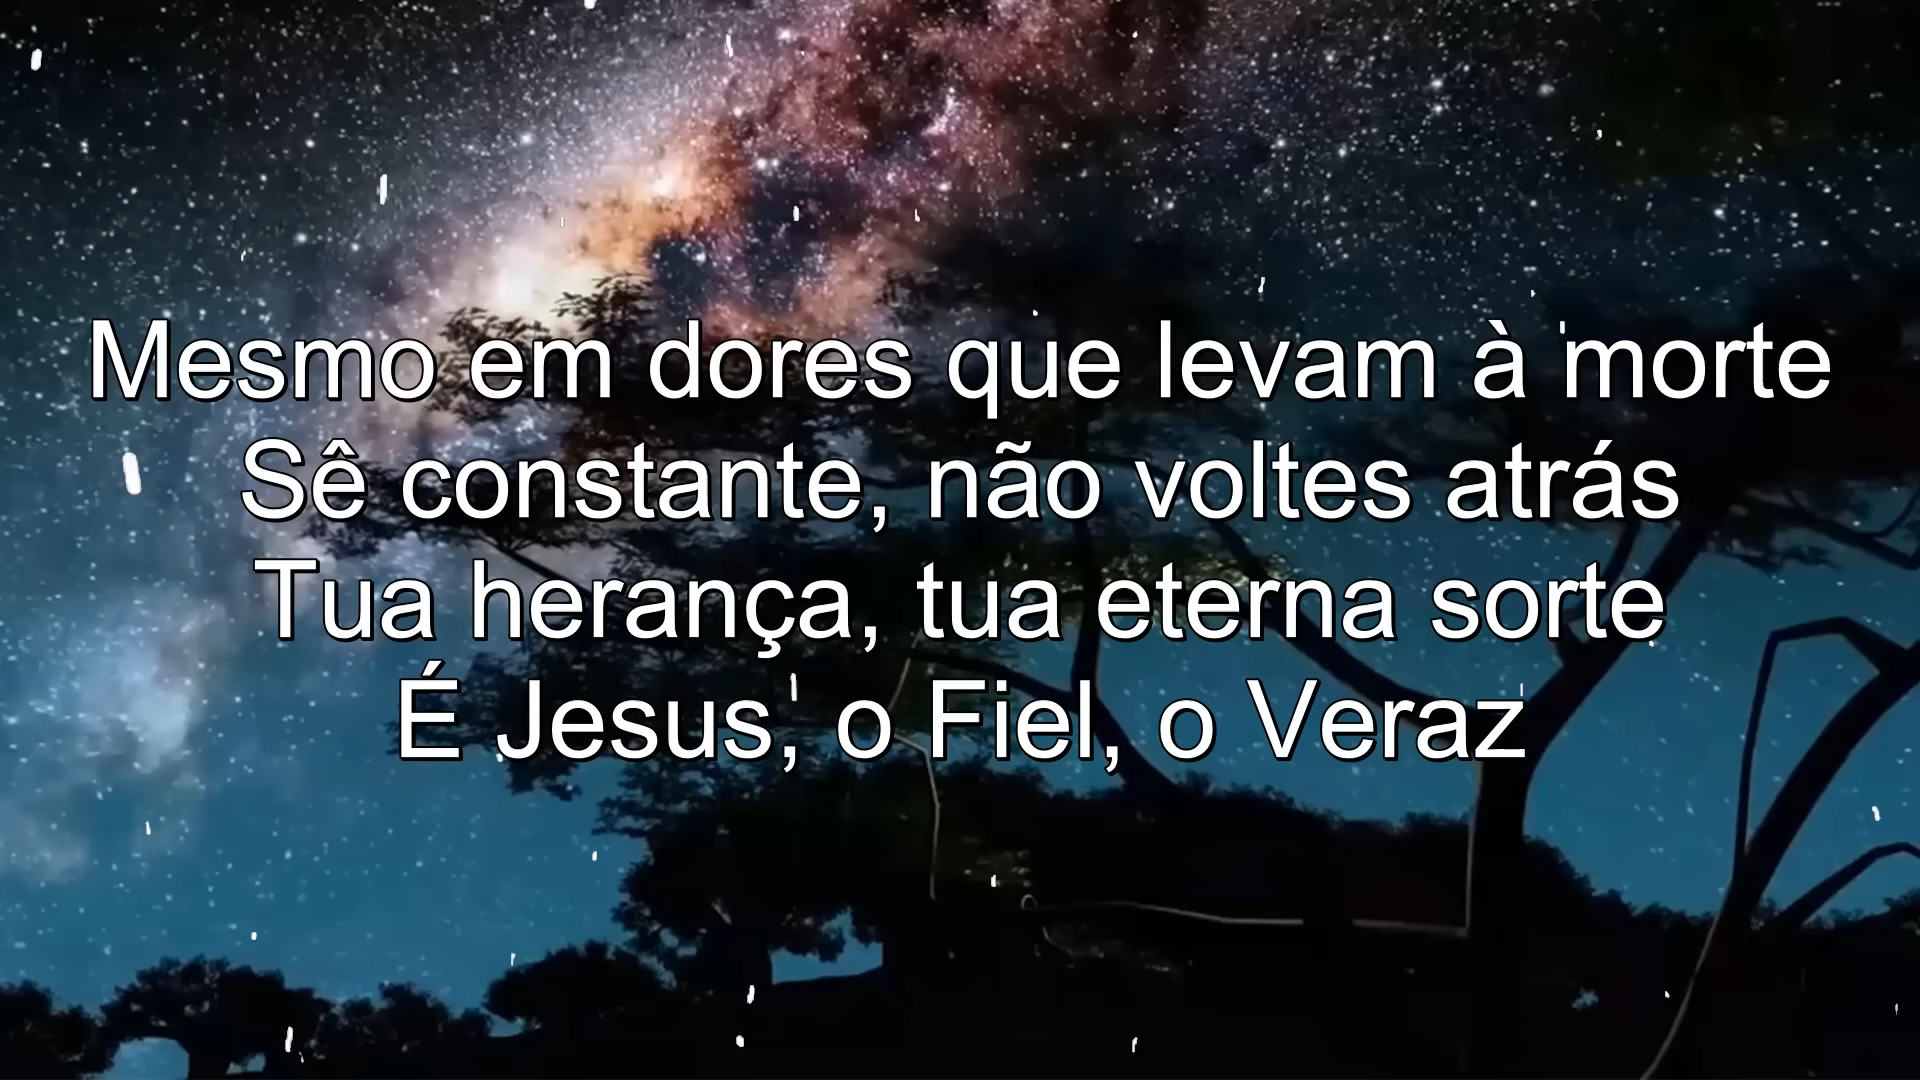 Mesmo em dores que levam à morte
Sê constante, não voltes atrás
Tua herança, tua eterna sorte
É Jesus, o Fiel, o Veraz